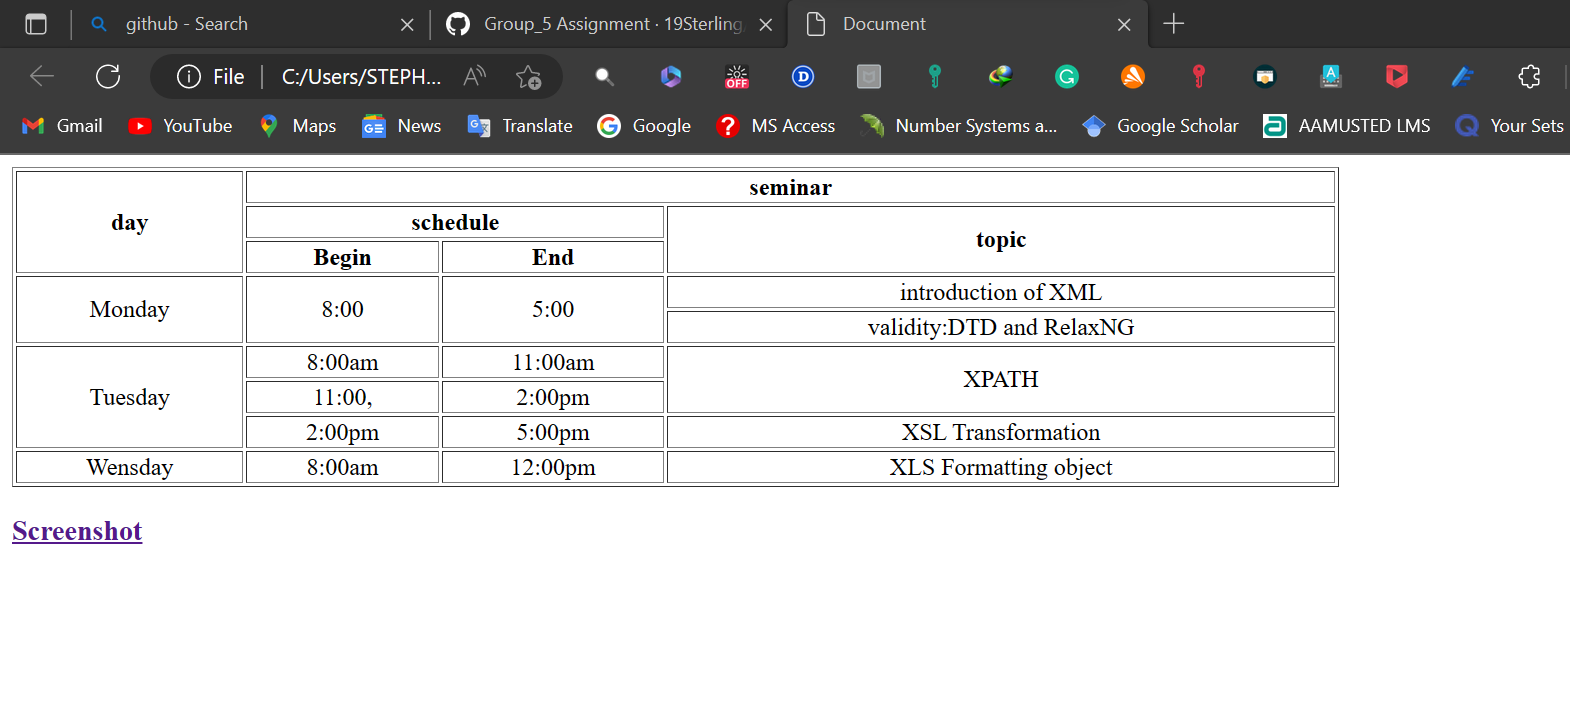 github - Search
Group_5 Assignment · 19Sterling
Document
File
C:/Users/STEPH...
OFF
Gmail
YouTube
Maps
News
Translate
Google
MS Access
Number Systems a...
Google Scholar
AAMUSTED LMS
Your Sets
day
seminar
schedule
topic
Begin
End
Monday
8:00
5:00
introduction of XML
validity:DTD and RelaxNG
Tuesday
8:00am
11:00am
XPATH
11:00,
2:00pm
2:00pm
5:00pm
XSL Transformation
Wensday
8:00am
12:00pm
XLS Formatting object
Screenshot